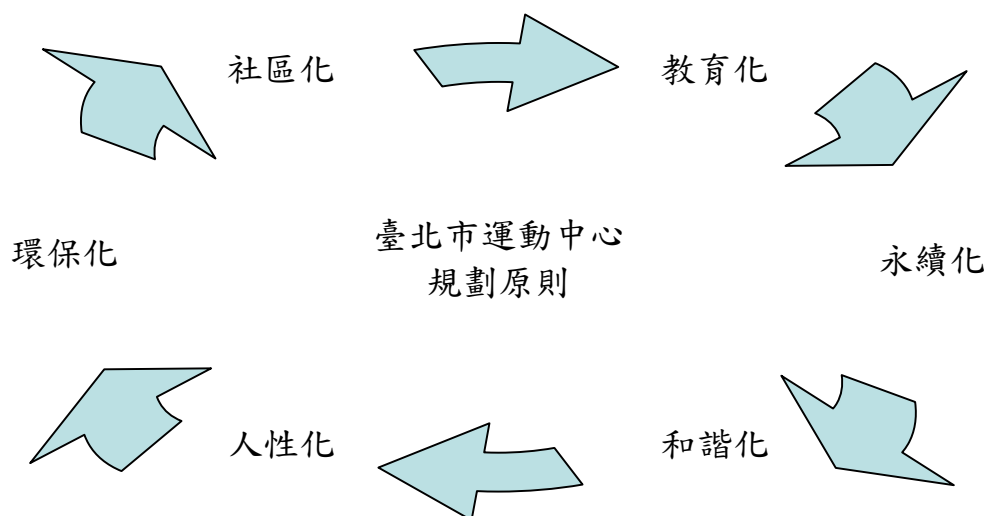 社區化
教育化
環保化
臺北市運動中心
規劃原則
永續化
人性化
和諧化